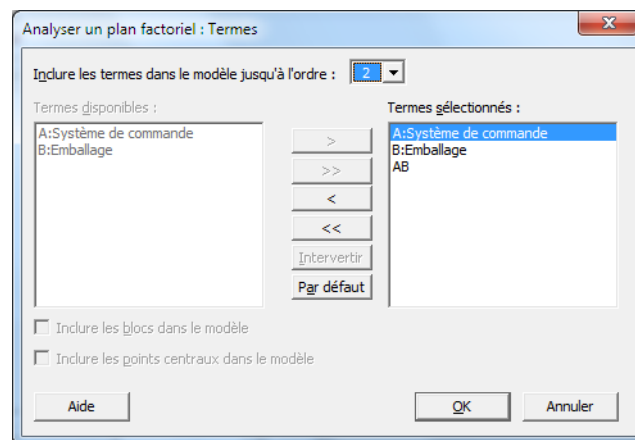 Analyser un plan factoriel : Termes
Inclure les termes dans le modèle jusqu'à l'ordre : 2
Termes disponibles :
A:Système de commande
B:Emballage
>
>>
<
<<
Intervertir
Par défaut
Termes sélectionnés :
A:Système de commande
B:Emballage
AB
Inclure les blocs dans le modèle
Inclure les points centraux dans le modèle
Aide
OK
Annuler